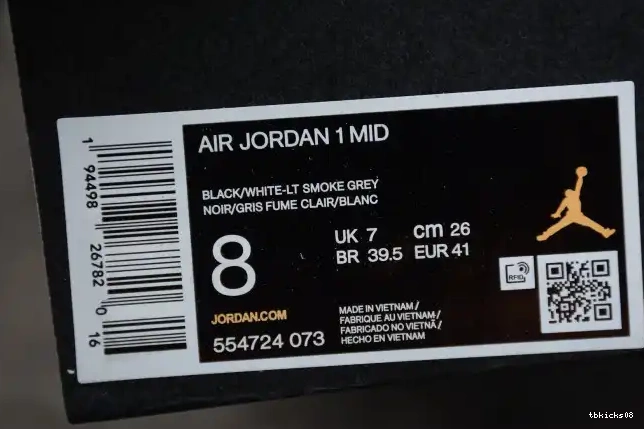 AIR JORDAN 1 MID
BLACK/WHITE-LT SMOKE GREY
NOIR/GRIS FUME CLAIR/BLANC
8
UK 7 cm 26
BR 39.5 EUR 41
JORDAN.COM
554724 073
MADE IN VIETNAM /
FABRIQUE AU VIETNAM /
FABRICADO NO VIETNÃ /
HECHO EN VIETNAM
RFID
1 94498 26782 0 16
tbkicks08